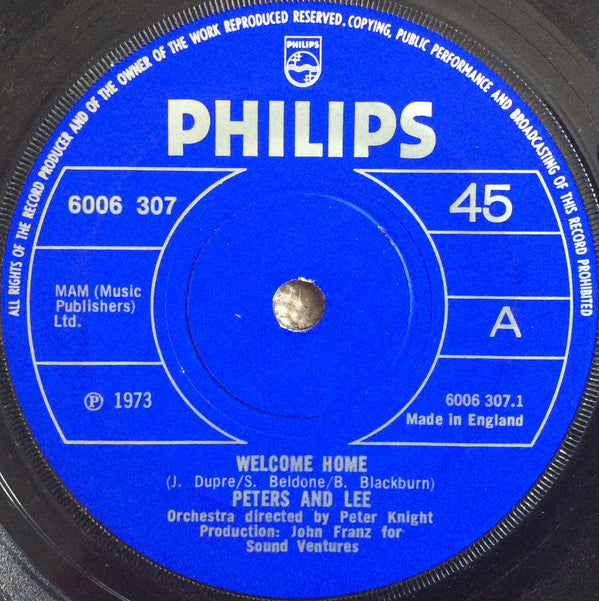 ALL RIGHTS OF THE RECORD PRODUCER AND OF THE OWNER OF THE WORK REPRODUCED RESERVED. COPYING, PUBLIC PERFORMANCE AND BROADCASTING OF THIS RECORD PROHIBITED
PHILIPS
PHILIPS
6006 307
45
MAM (Music
Publishers)
Ltd.
A
Ⓟ 1973
6006 307.1
Made in England
WELCOME HOME
(J. Dupre/S. Beldone/B. Blackburn)
PETERS AND LEE
Orchestra directed by Peter Knight
Production: John Franz for
Sound Ventures